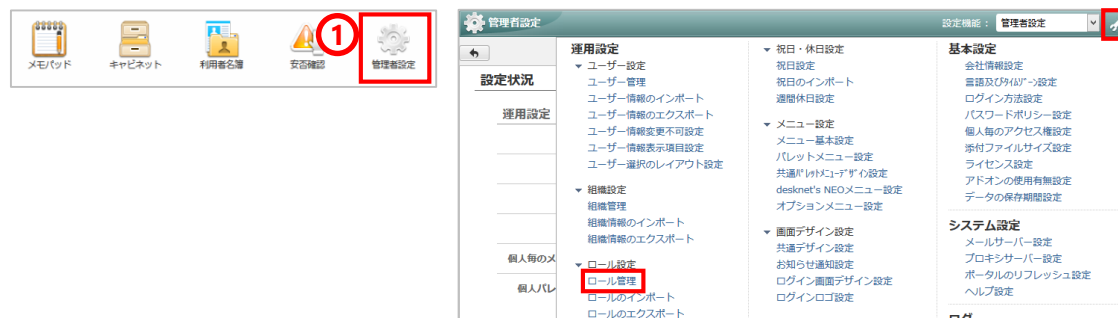 メモパッド
キャビネット
利用者名簿
安否確認
①
管理者設定
管理者設定
設定機能： 管理者設定
設定状況
運用設定
個人毎のメ
個人パレ
運用設定
ユーザー設定
ユーザー管理
ユーザー情報のインポート
ユーザー情報のエクスポート
ユーザー情報変更不可設定
ユーザー情報表示項目設定
ユーザー選択のレイアウト設定
組織設定
組織管理
組織情報のインポート
組織情報のエクスポート
ロール設定
ロール管理
ロールのインポート
ロールのエクスポート
祝日・休日設定
祝日設定
祝日のインポート
週間休日設定
メニュー設定
メニュー基本設定
パレットメニュー設定
共通ﾊﾟﾚｯﾄﾒﾆｭｰﾃﾞｻﾞｲﾝ設定
desknet's NEOメニュー設定
オプションメニュー設定
画面デザイン設定
共通デザイン設定
お知らせ通知設定
ログイン画面デザイン設定
ログインロゴ設定
基本設定
会社情報設定
言語及びﾀｲﾑｿﾞｰﾝ設定
ログイン方法設定
パスワードポリシー設定
個人毎のアクセス権設定
添付ファイルサイズ設定
ライセンス設定
アドオンの使用有無設定
データの保存期間設定
システム設定
メールサーバー設定
プロキシサーバー設定
ポータルのリフレッシュ設定
ヘルプ設定
ログ